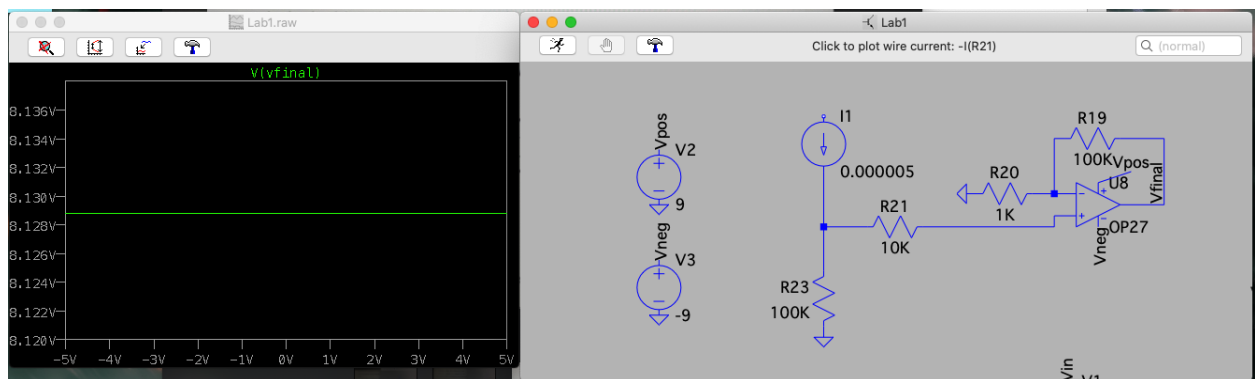 Lab1.raw
V(vfinal)
8.136V
8.134V
8.132V
8.130V
8.128V
8.126V
8.124V
8.122V
8.120V
-5V -4V -3V -2V -1V 0V 1V 2V 3V 4V 5V
Lab1
Click to plot wire current: -I(R21)
(normal)
Vpos
V2
9
Vneg
V3
-9
I1
0.000005
R21
10K
R23
100K
R20
1K
R19
100K
Vpos
U8
Vfinal
OP27
Vneg
Vin
V1